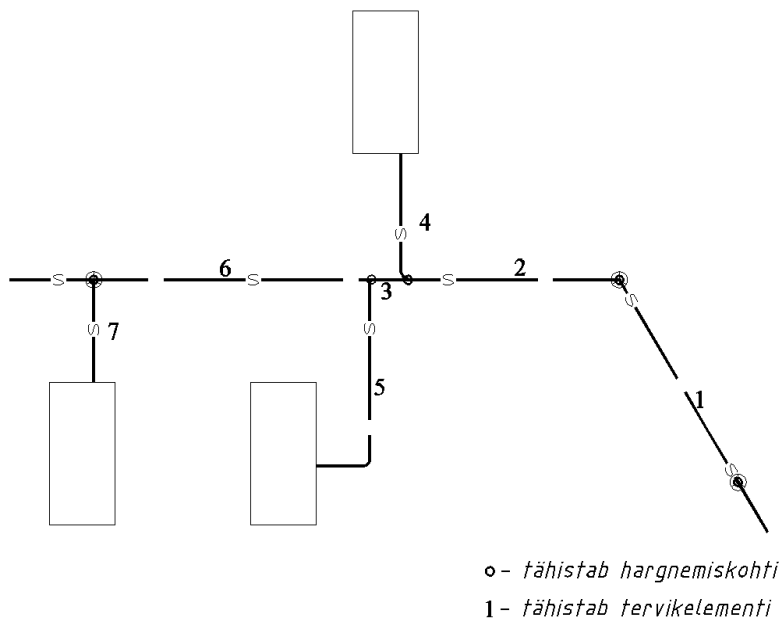 4
S
6
2
S S S
3
S
S S
7
5
1
S
o – tähistab hargnemiskohti
1 – tähistab tervikelementi